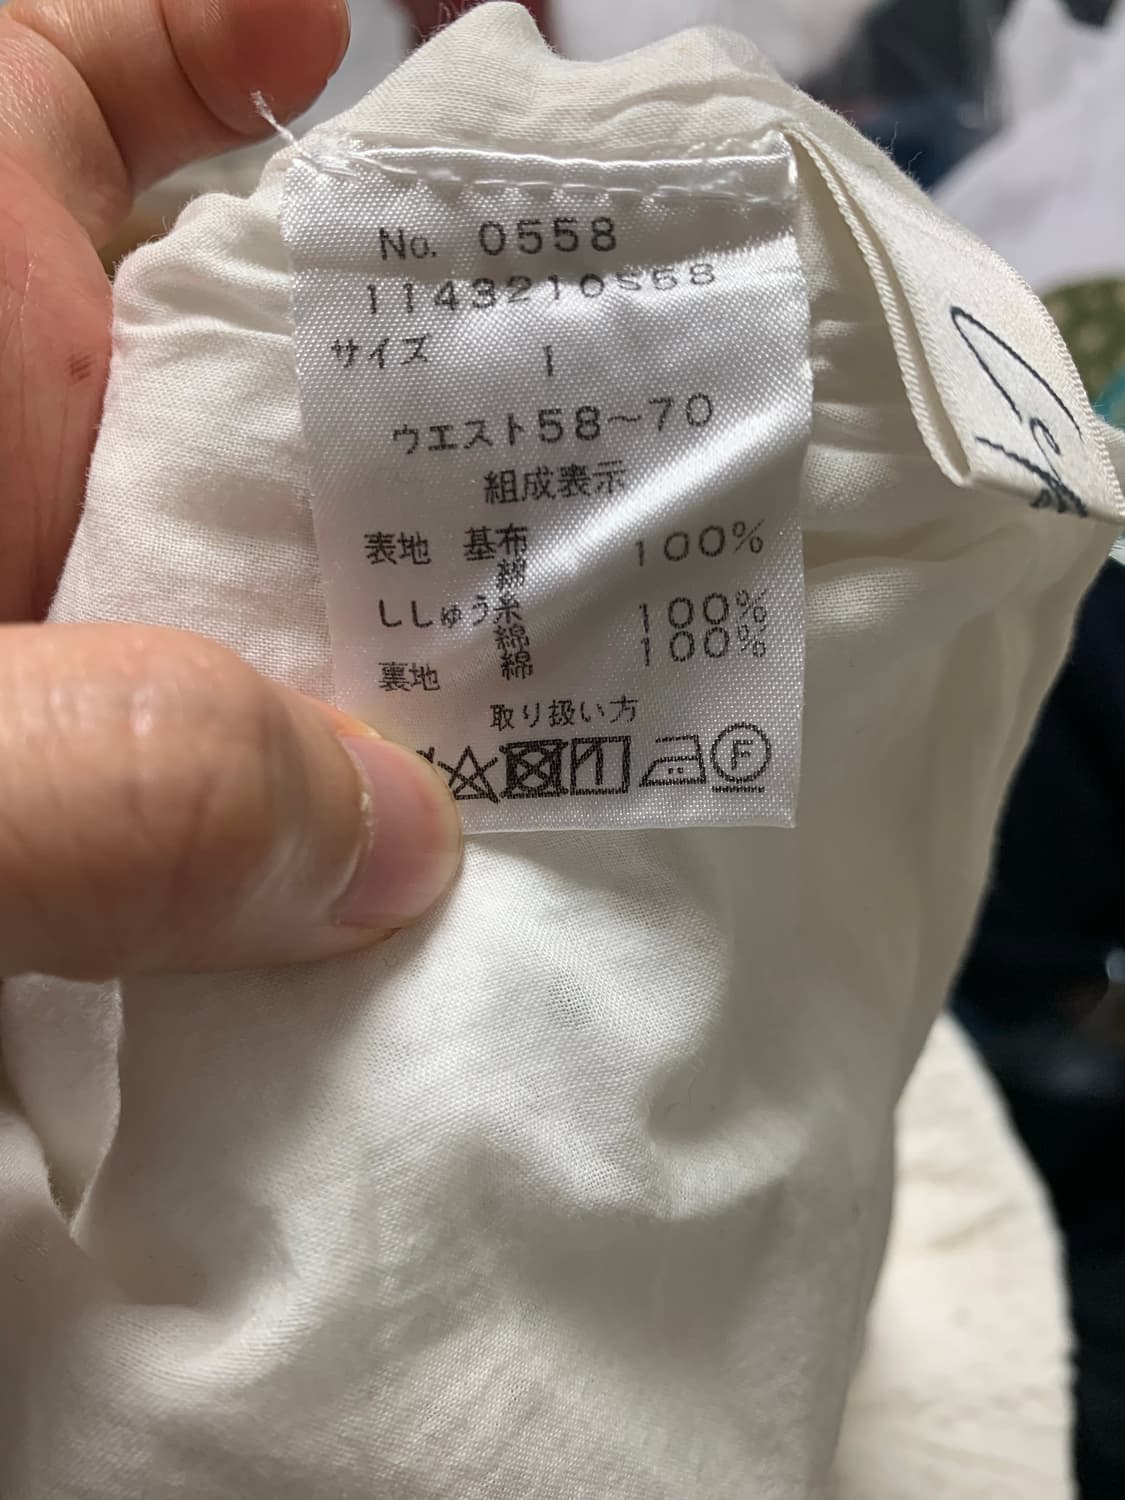 No. 0558
1143210558
サイズ 1
ウエスト58〜70
組成表示
表地 基布
綿 100%
ししゅう糸
綿 100%
裏地 綿 100%
取り扱い方
F